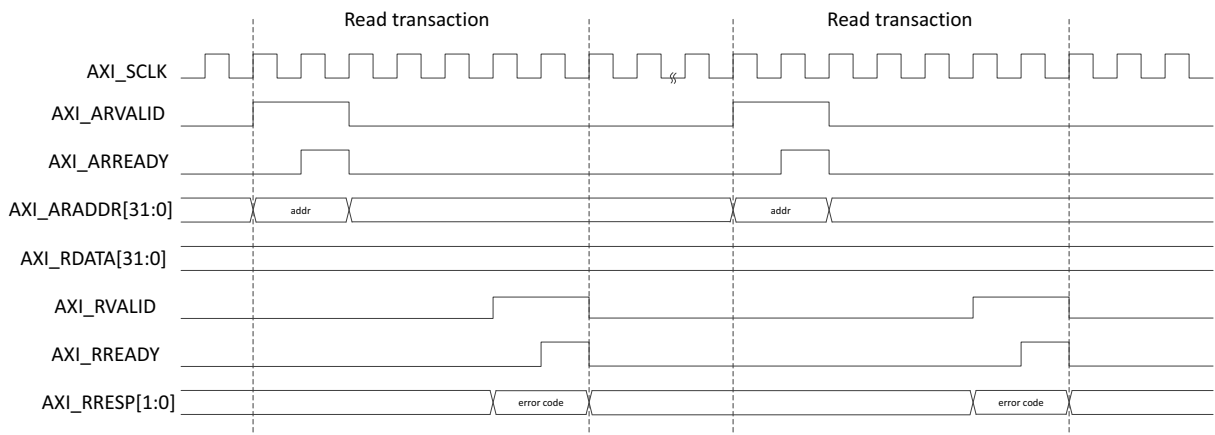 Read transaction Read transaction
AXI_SCLK
AXI_ARVALID
AXI_ARREADY
AXI_ARADDR[31:0] addr addr
AXI_RDATA[31:0]
AXI_RVALID
AXI_RREADY
AXI_RRESP[1:0] error code error code